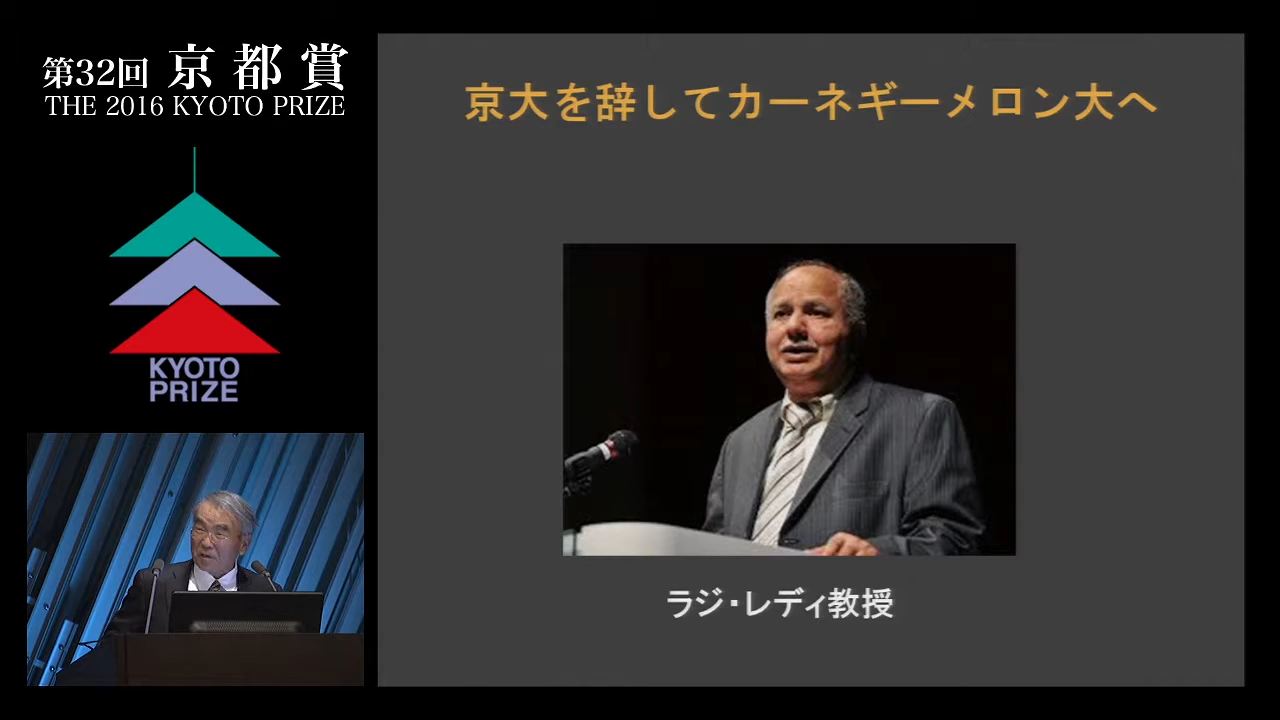 第32回 京都賞
THE 2016 KYOTO PRIZE
KYOTO
PRIZE
京大を辞してカーネギーメロン大へ
ラジ・レディ教授